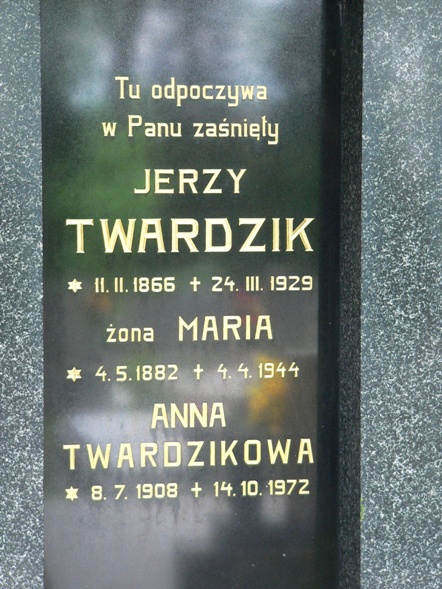 Tu odpoczywa
w Panu zaśnięty
JERZY
TWARDZIK
* 11. II. 1866 + 24. III. 1929
żona MARIA
* 4. 5. 1882 + 4. 4. 1944
ANNA
TWARDZIKOWA
* 8. 7. 1908 + 14. 10. 1972